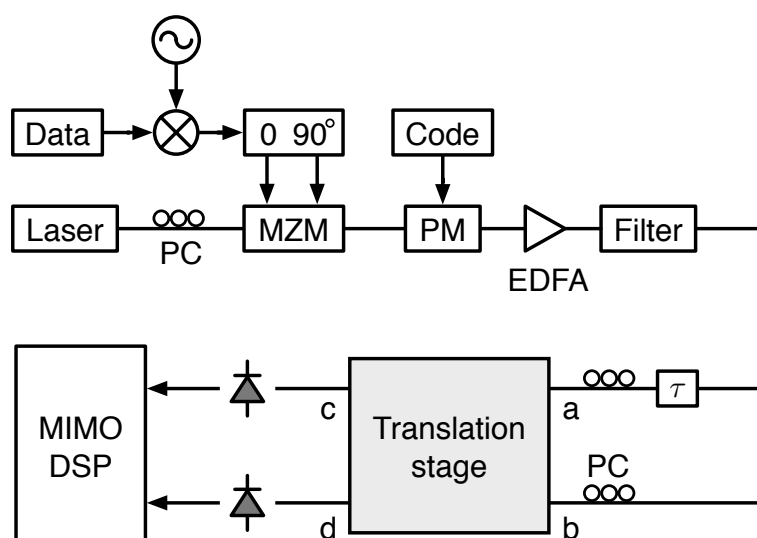 Data
0 90°
Code
Laser
PC
MZM
PM
EDFA
Filter
MIMO
DSP
c
d
Translation
stage
a
b
τ
PC